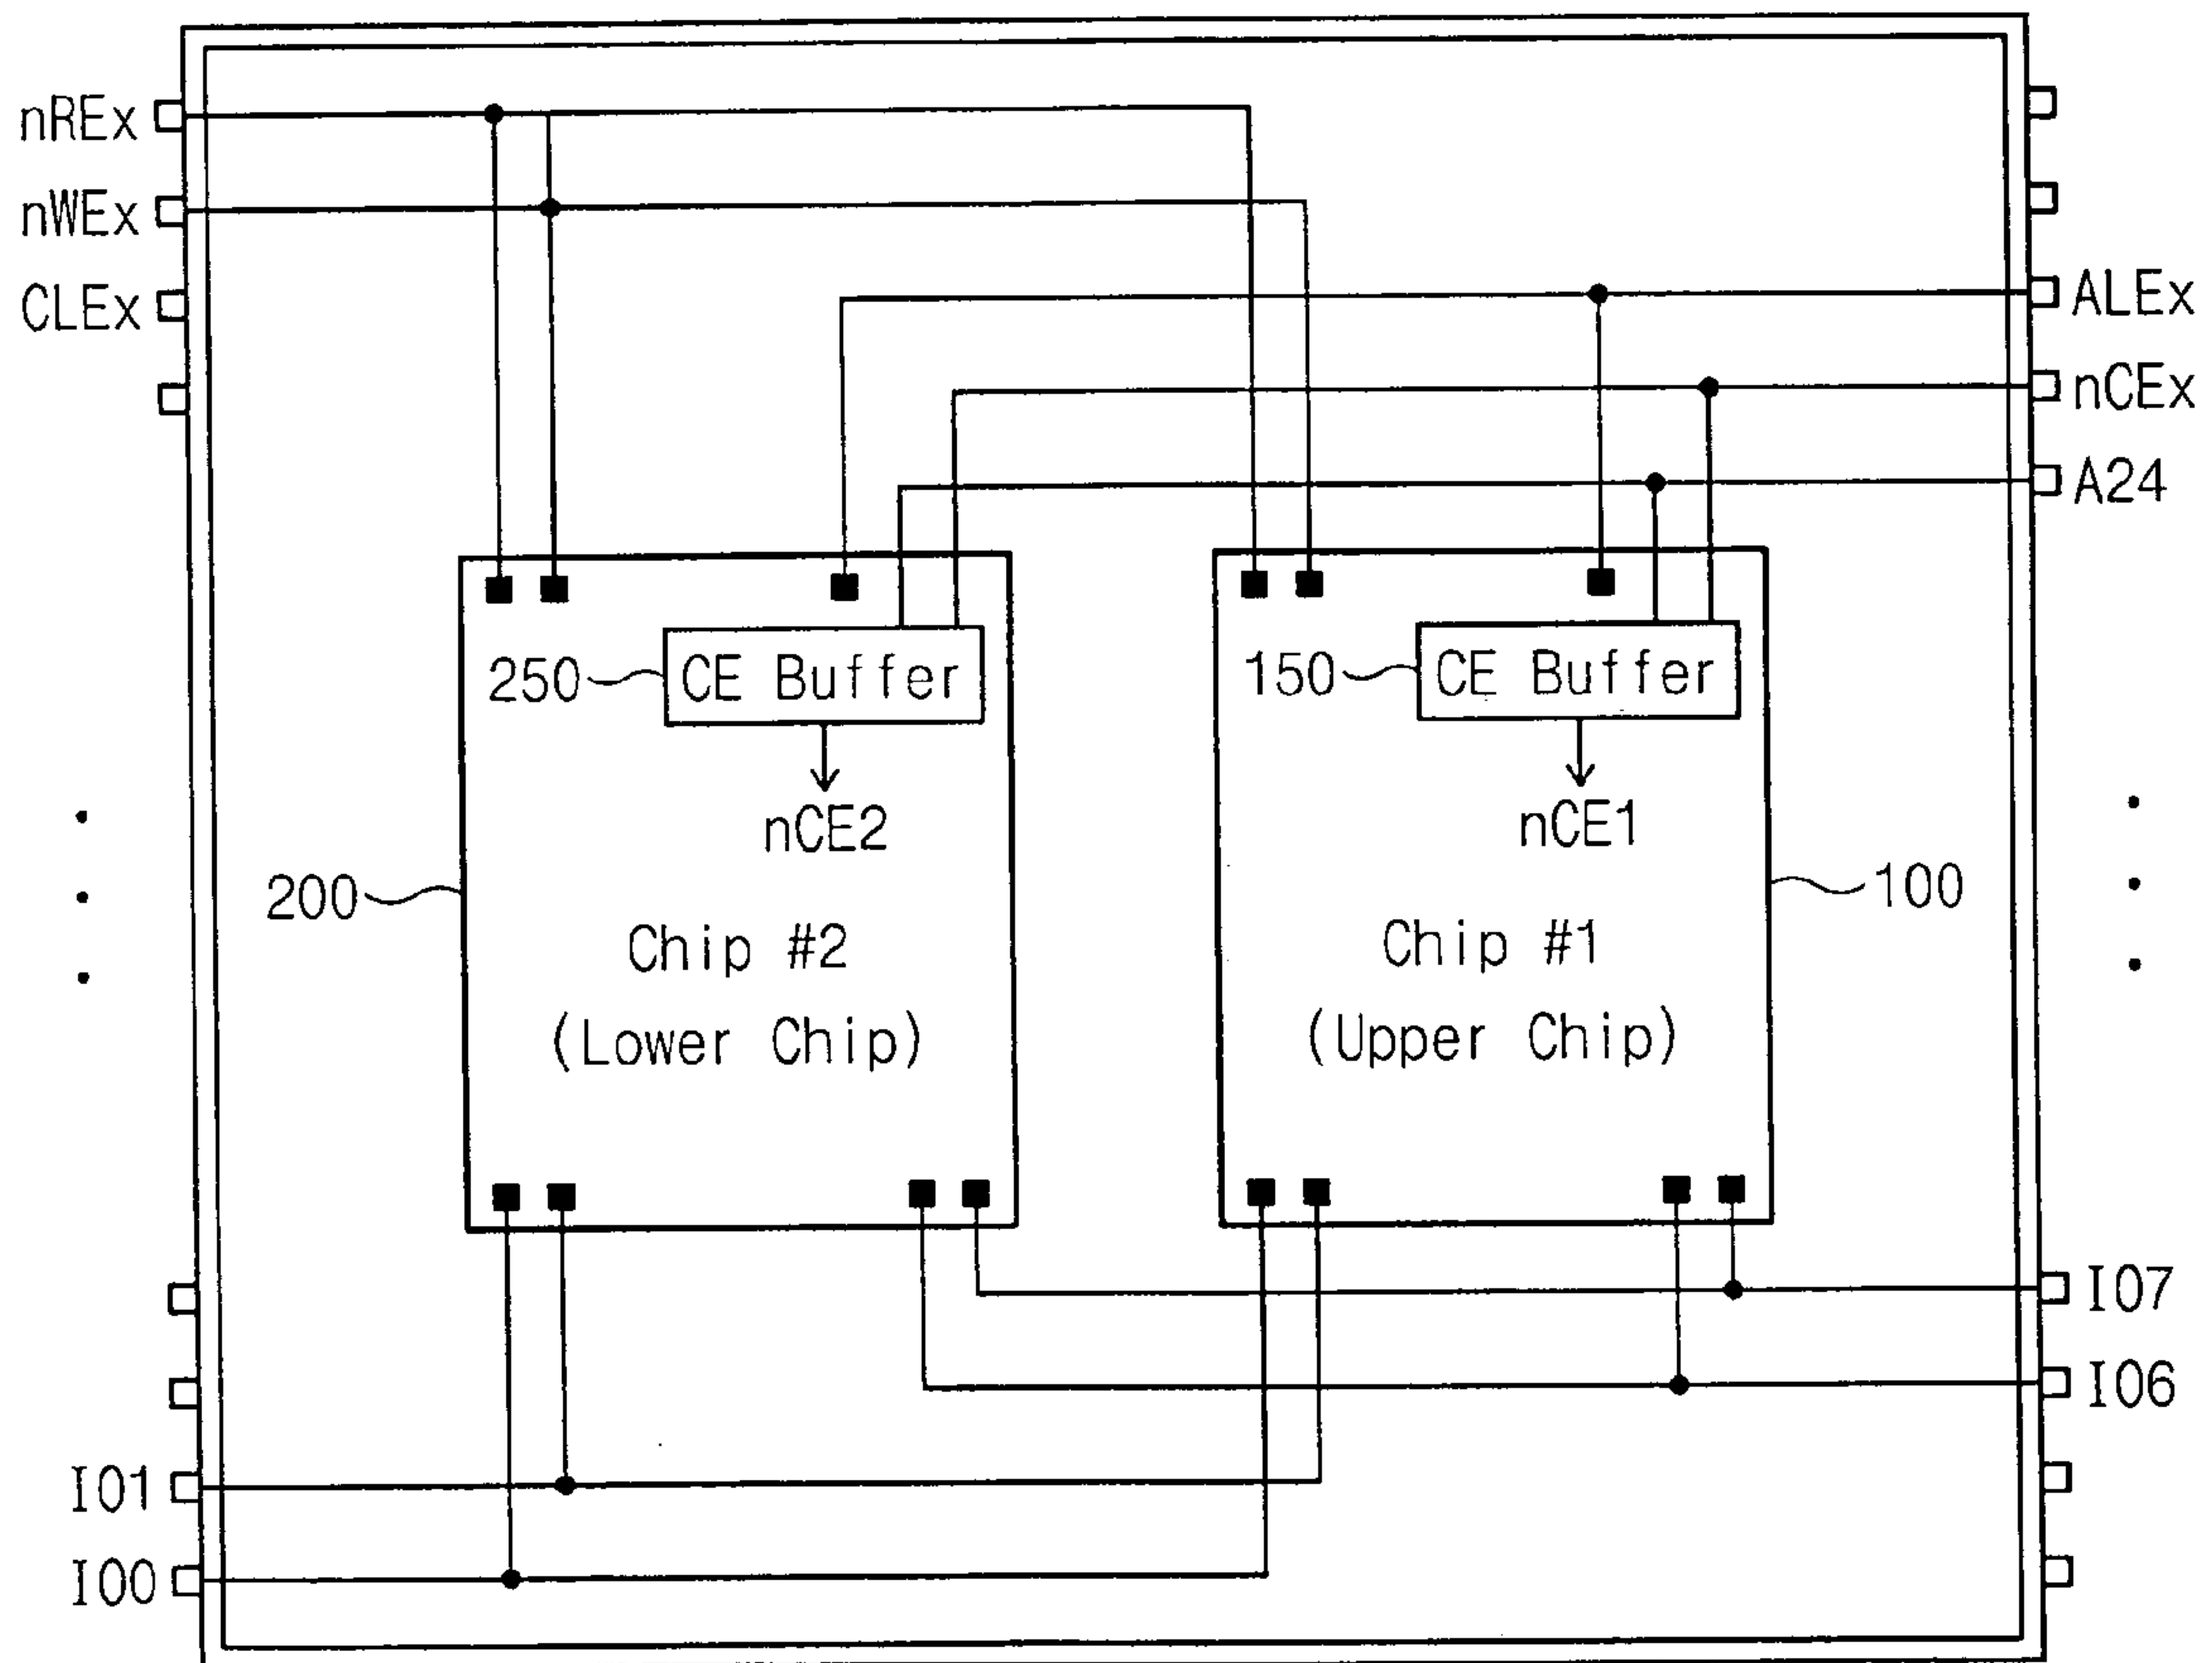 nREx
nWEx
CLEx
ALEx
nCEx
A24
250 CE Buffer
150 CE Buffer
nCE2
nCE1
200
100
Chip #2
(Lower Chip)
Chip #1
(Upper Chip)
IO7
IO6
IO1
IO0